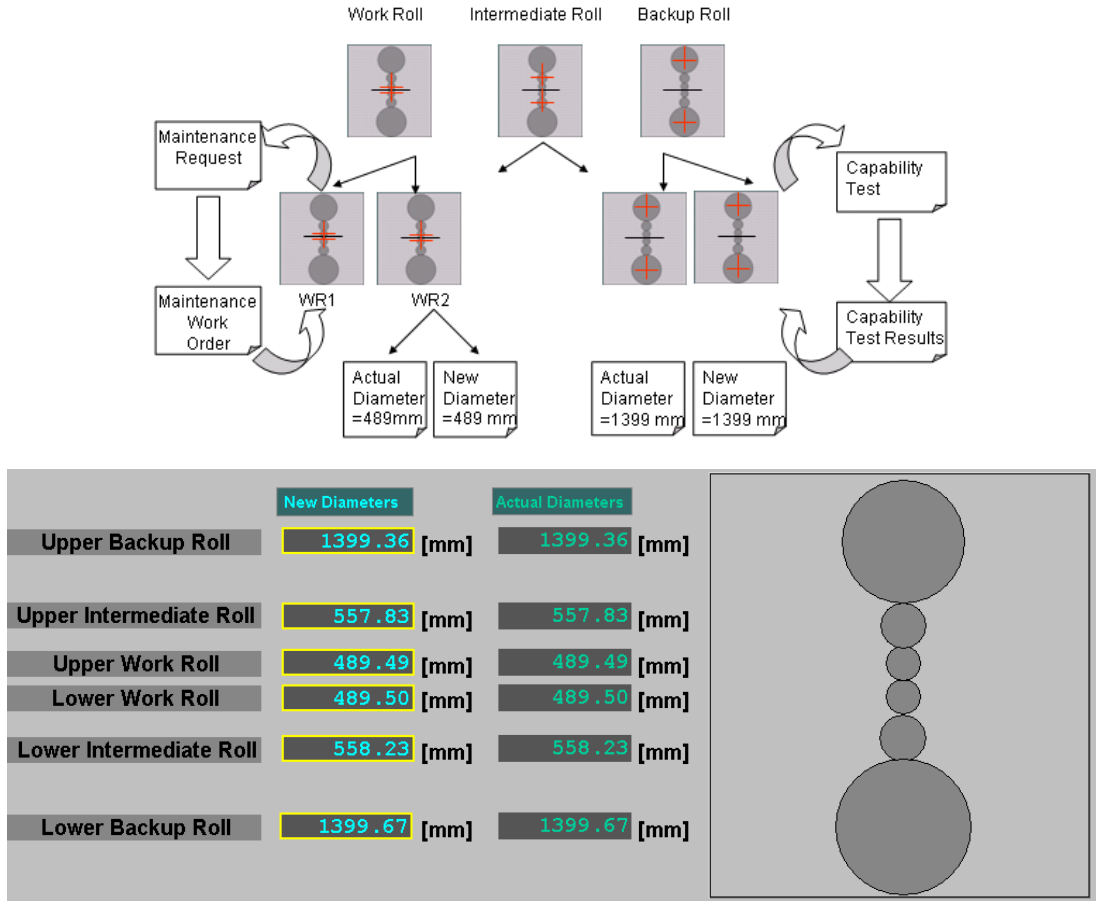 Work Roll
Intermediate Roll
Backup Roll
Maintenance
Request
Capability
Test
WR1
WR2
Maintenance
Work
Order
Capability
Test Results
Actual
Diameter
=489mm
New
Diameter
=489 mm
Actual
Diameter
=1399 mm
New
Diameter
=1399 mm
New Diameters
Actual Diameters
Upper Backup Roll 1399.36 [mm] 1399.36 [mm]
Upper Intermediate Roll 557.83 [mm] 557.83 [mm]
Upper Work Roll 489.49 [mm] 489.49 [mm]
Lower Work Roll 489.50 [mm] 489.50 [mm]
Lower Intermediate Roll 558.23 [mm] 558.23 [mm]
Lower Backup Roll 1399.67 [mm] 1399.67 [mm]